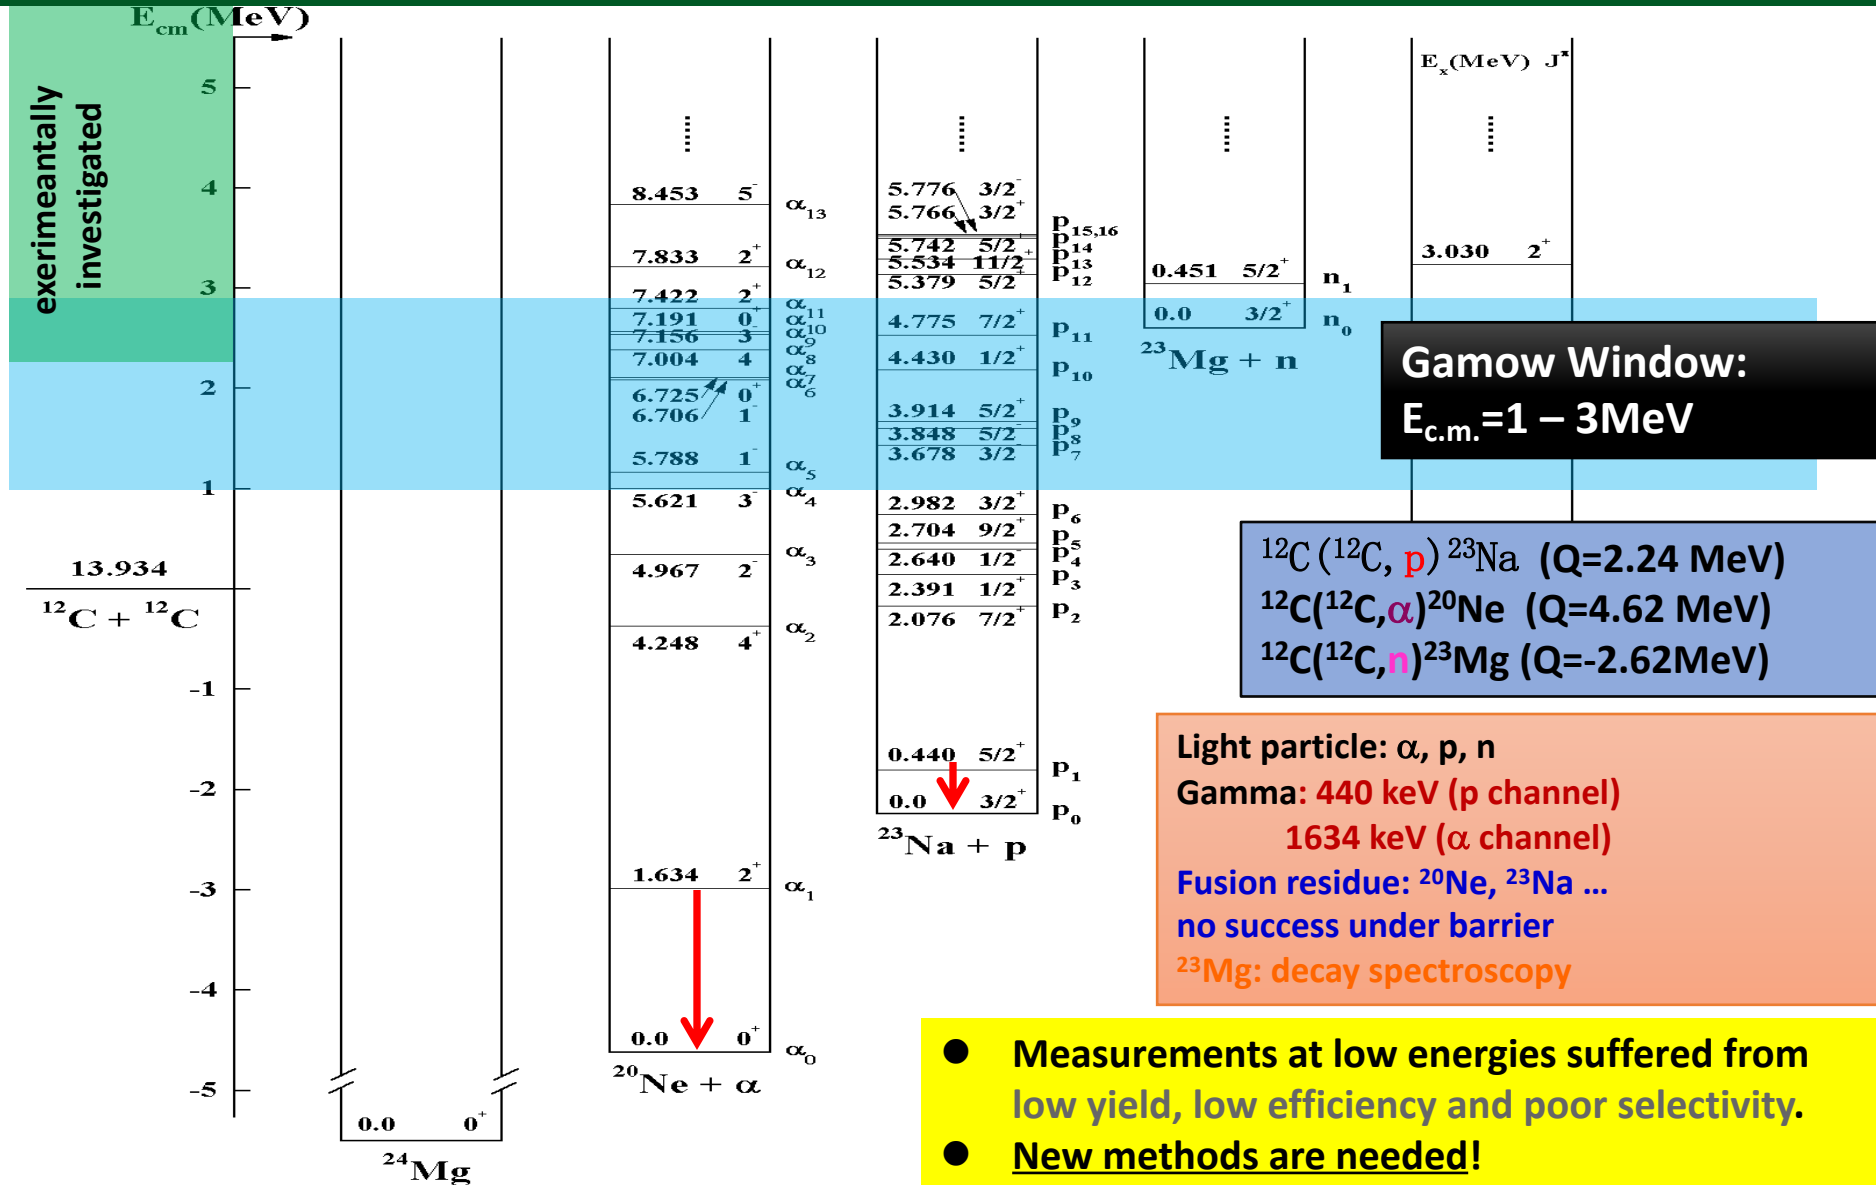 E_cm(MeV)
5
4
3
2
1
-1
-2
-3
-4
-5
exerimeantally
investigated
13.934
¹²C + ¹²C
0.0 0⁺
²⁴Mg
8.453 5⁻ α₁₃
7.833 2⁺ α₁₂
7.422 2⁺ α₁₁
7.191 0⁺ α₁₀
7.156 3⁻ α₉
7.004 4⁻ α₈
α₇
6.725 0⁺ α₆
6.706 1⁻
5.788 1⁻ α₅
5.621 3⁻ α₄
4.967 2⁻ α₃
4.248 4⁺ α₂
1.634 2⁺ α₁
0.0 0⁺ α₀
²⁰Ne + α
5.776 3/2⁻
5.766 3/2⁺ p₁₅,₁₆
5.742 5/2⁺ p₁₄
5.534 11/2⁺ p₁₃
5.379 5/2⁺ p₁₂
4.775 7/2⁺ p₁₁
4.430 1/2⁺ p₁₀
3.914 5/2⁺ p₉
3.848 5/2⁻ p₈
3.678 3/2⁻ p₇
2.982 3/2⁺ p₆
2.704 9/2⁺ p₅
2.640 1/2⁻ p₄
2.391 1/2⁺ p₃
2.076 7/2⁺ p₂
0.440 5/2⁺ p₁
0.0 3/2⁺ p₀
²³Na + p
0.451 5/2⁺ n₁
0.0 3/2⁺ n₀
²³Mg + n
E_x(MeV) J^π
3.030 2⁺
Gamow Window:
E_c.m.=1 – 3MeV
¹²C(¹²C, p)²³Na (Q=2.24 MeV)
¹²C(¹²C,α)²⁰Ne (Q=4.62 MeV)
¹²C(¹²C,n)²³Mg (Q=-2.62MeV)
Light particle: α, p, n
Gamma: 440 keV (p channel)
1634 keV (α channel)
Fusion residue: ²⁰Ne, ²³Na ...
no success under barrier
²³Mg: decay spectroscopy
● Measurements at low energies suffered from
low yield, low efficiency and poor selectivity.
● New methods are needed!